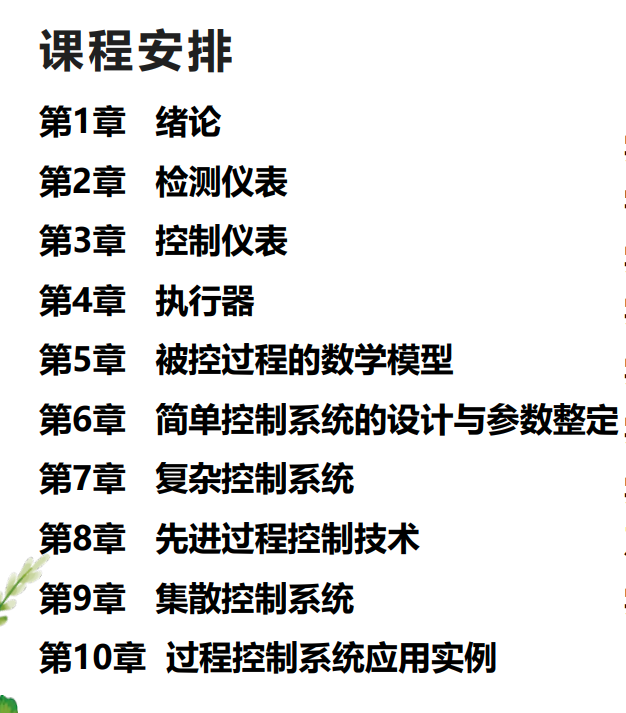 课程安排
第1章 绪论
第2章 检测仪表
第3章 控制仪表
第4章 执行器
第5章 被控过程的数学模型
第6章 简单控制系统的设计与参数整定
第7章 复杂控制系统
第8章 先进过程控制技术
第9章 集散控制系统
第10章 过程控制系统应用实例